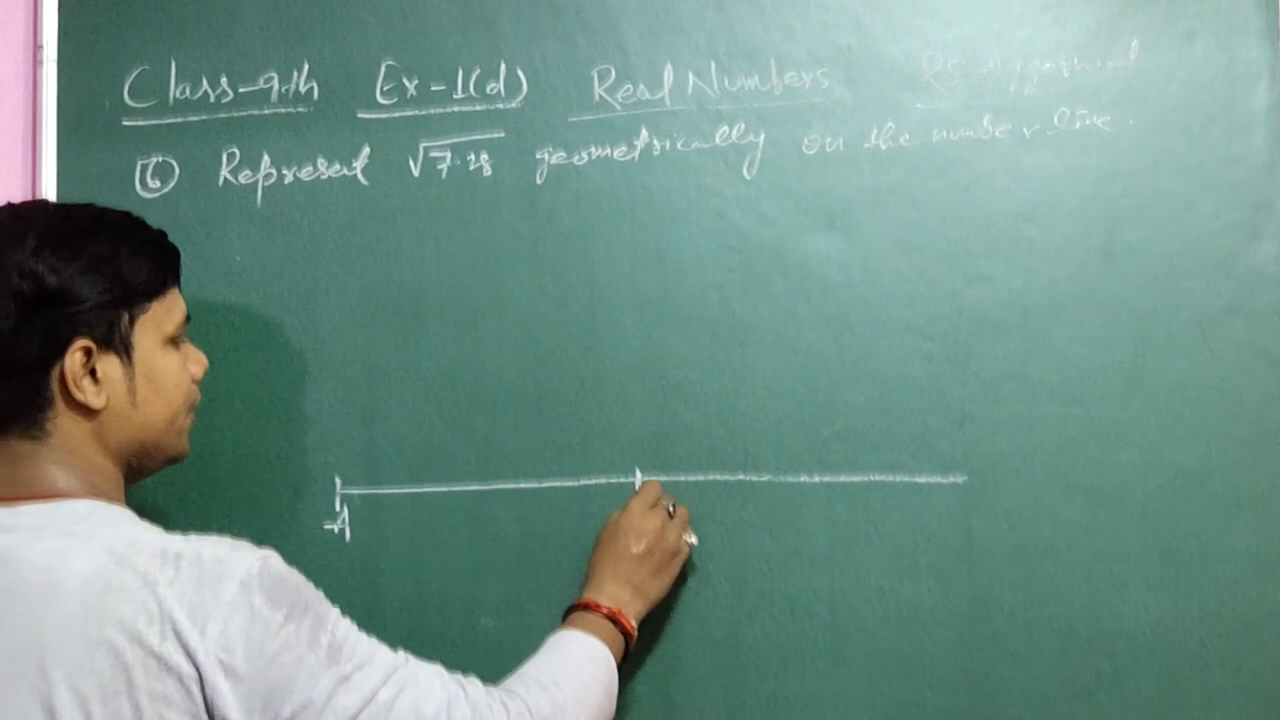 Class-9th Ex-1(d) Real Numbers
⑥ Represent √7.28 geometrically on the number line.
A